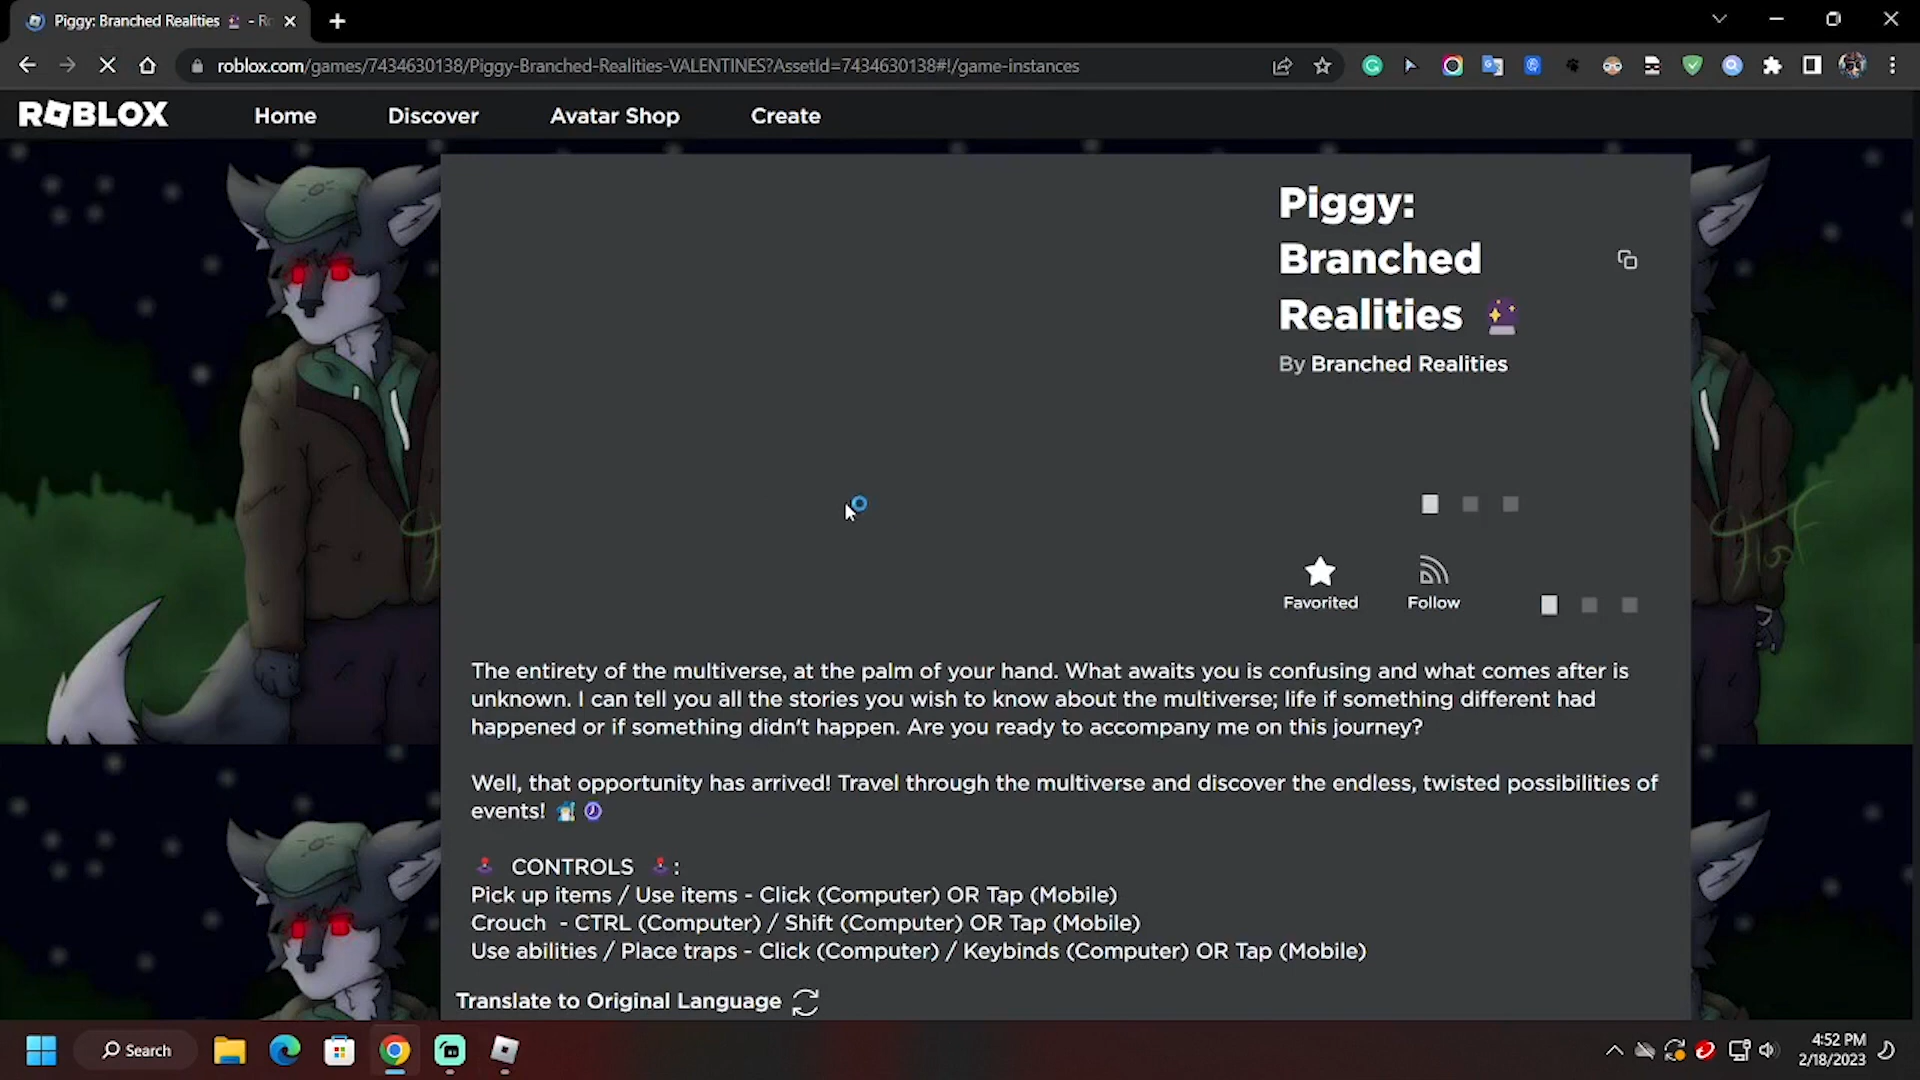 Piggy: Branched Realities
roblox.com/games/7434630138/Piggy-Branched-Realities-VALENTINES?AssetId=7434630138#!/game-instances
ROBLOX
Home
Discover
Avatar Shop
Create
Piggy:
Branched
Realities 🔮
By Branched Realities
Favorited
Follow
The entirety of the multiverse, at the palm of your hand. What awaits you is confusing and what comes after is
unknown. I can tell you all the stories you wish to know about the multiverse; life if something different had
happened or if something didn't happen. Are you ready to accompany me on this journey?
Well, that opportunity has arrived! Travel through the multiverse and discover the endless, twisted possibilities of
events!
🕹️ CONTROLS 🕹️:
Pick up items / Use items - Click (Computer) OR Tap (Mobile)
Crouch - CTRL (Computer) / Shift (Computer) OR Tap (Mobile)
Use abilities / Place traps - Click (Computer) / Keybinds (Computer) OR Tap (Mobile)
Translate to Original Language
Search
4:52 PM
2/18/2023